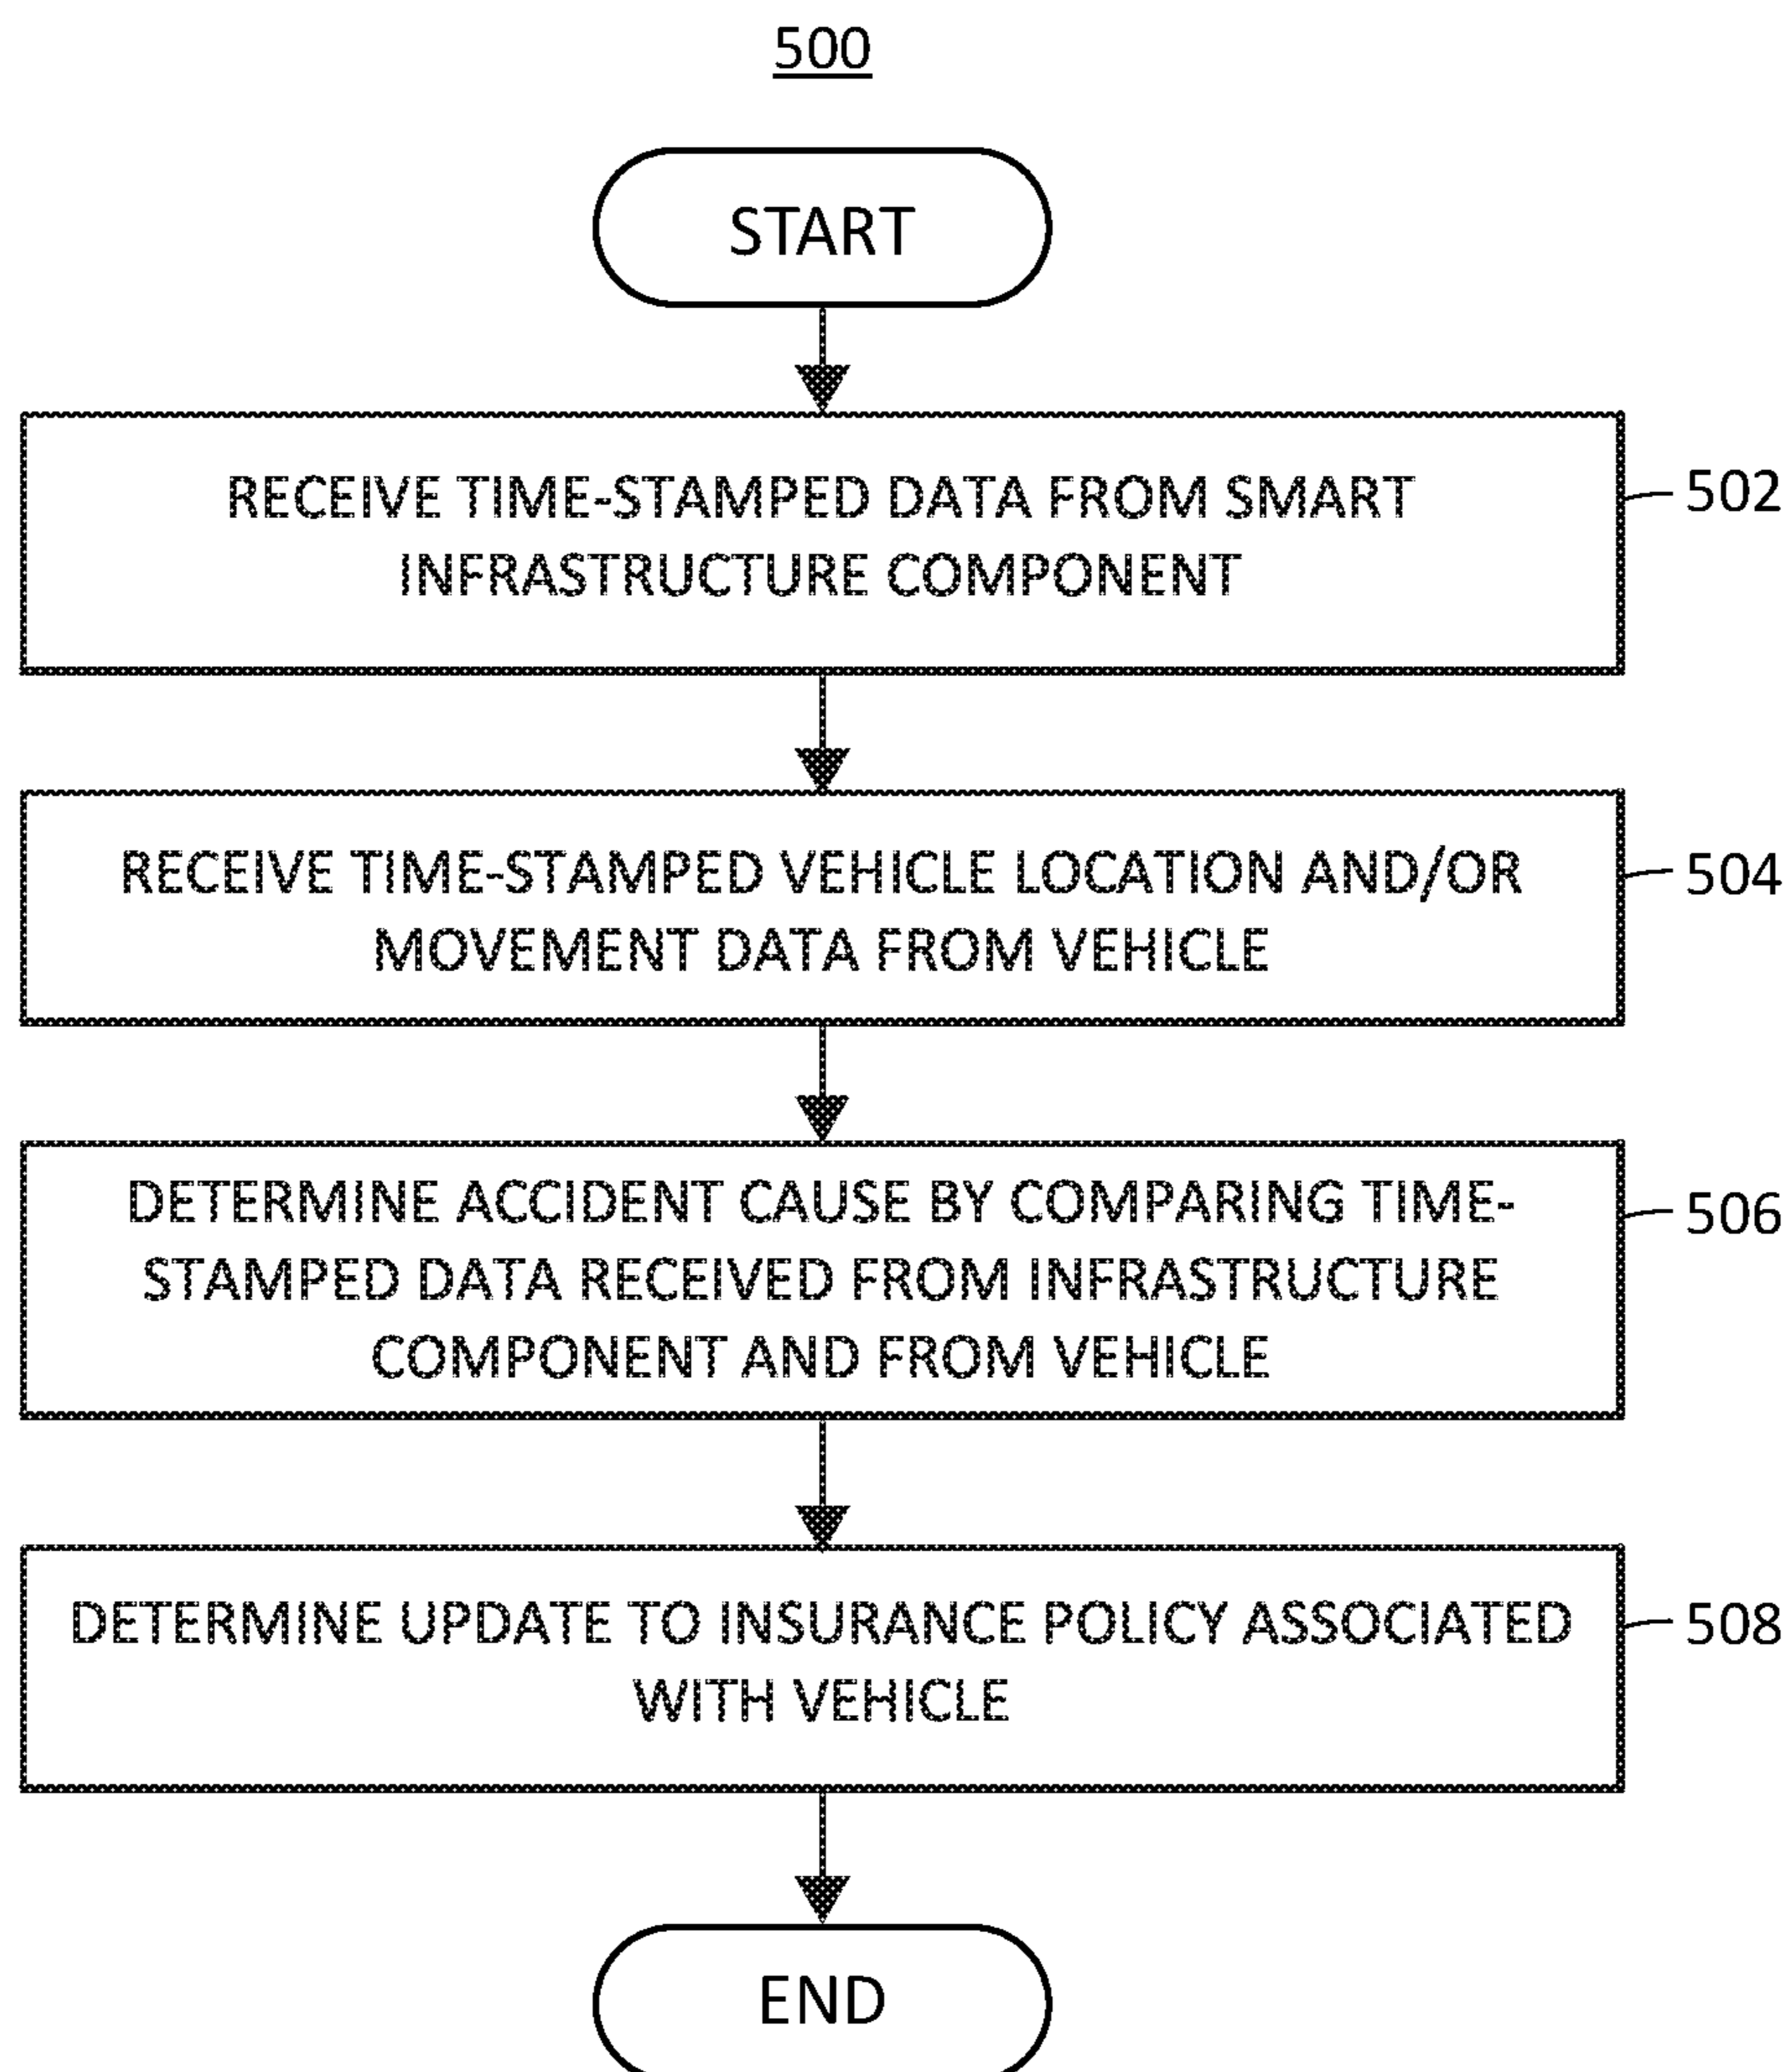 500
START
RECEIVE TIME-STAMPED DATA FROM SMART
INFRASTRUCTURE COMPONENT
502
RECEIVE TIME-STAMPED VEHICLE LOCATION AND/OR
MOVEMENT DATA FROM VEHICLE
504
DETERMINE ACCIDENT CAUSE BY COMPARING TIME-
STAMPED DATA RECEIVED FROM INFRASTRUCTURE
COMPONENT AND FROM VEHICLE
506
DETERMINE UPDATE TO INSURANCE POLICY ASSOCIATED
WITH VEHICLE
508
END